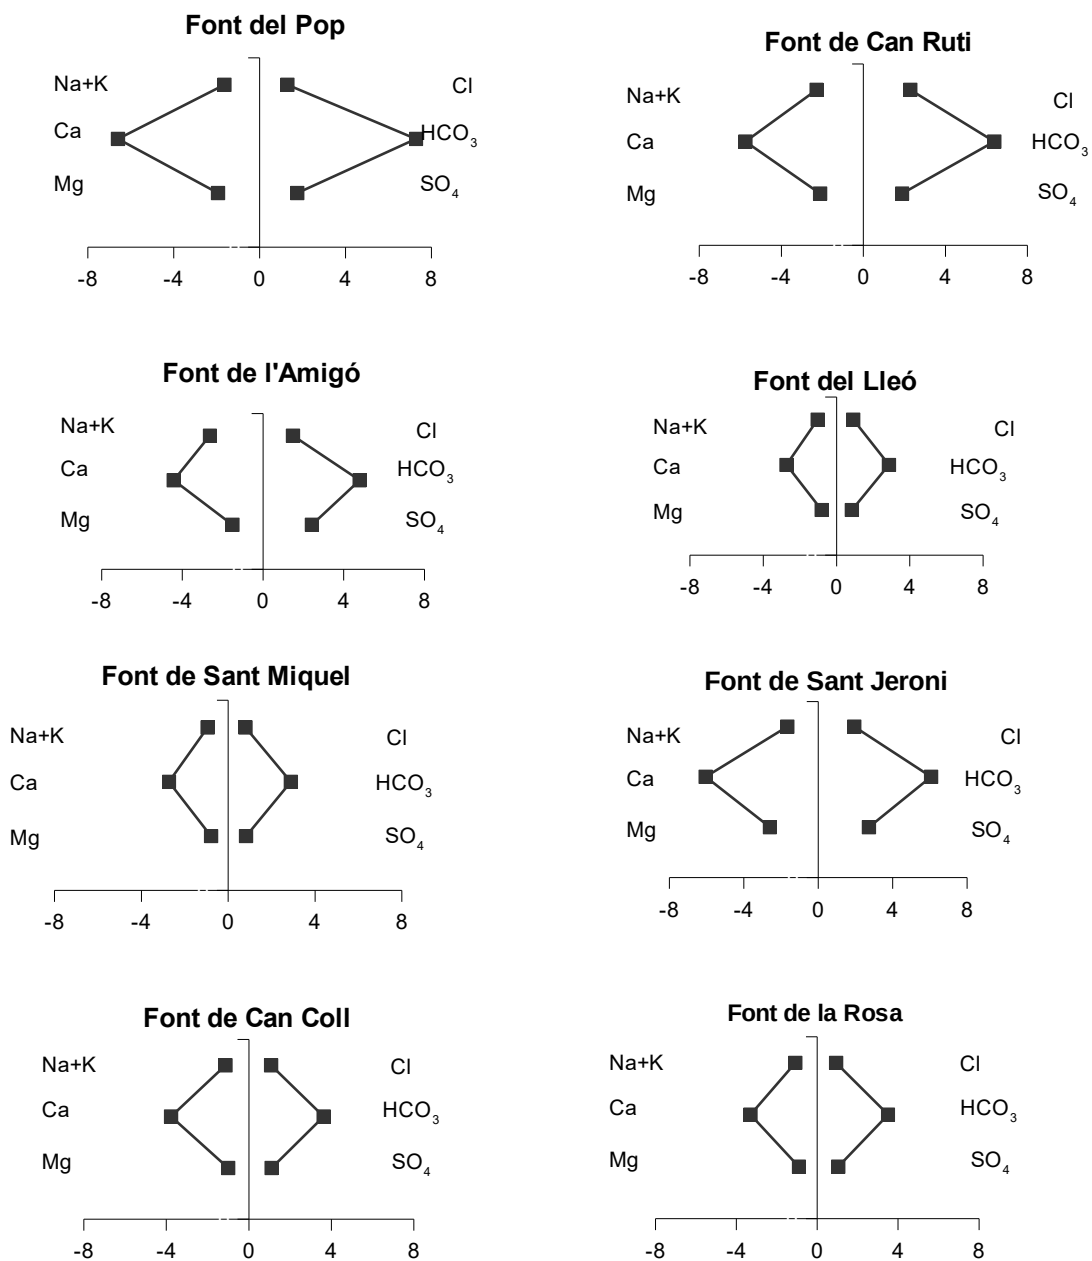 Font del Pop
Na+K
Cl
Ca
HCO3
Mg
SO4
-8 -4 0 4 8
Font de Can Ruti
Na+K
Cl
Ca
HCO3
Mg
SO4
-8 -4 0 4 8
Font de l'Amigó
Na+K
Cl
Ca
HCO3
Mg
SO4
-8 -4 0 4 8
Font del Lleó
Na+K
Cl
Ca
HCO3
Mg
SO4
-8 -4 0 4 8
Font de Sant Miquel
Na+K
Cl
Ca
HCO3
Mg
SO4
-8 -4 0 4 8
Font de Sant Jeroni
Na+K
Cl
Ca
HCO3
Mg
SO4
-8 -4 0 4 8
Font de Can Coll
Na+K
Cl
Ca
HCO3
Mg
SO4
-8 -4 0 4 8
Font de la Rosa
Na+K
Cl
Ca
HCO3
Mg
SO4
-8 -4 0 4 8